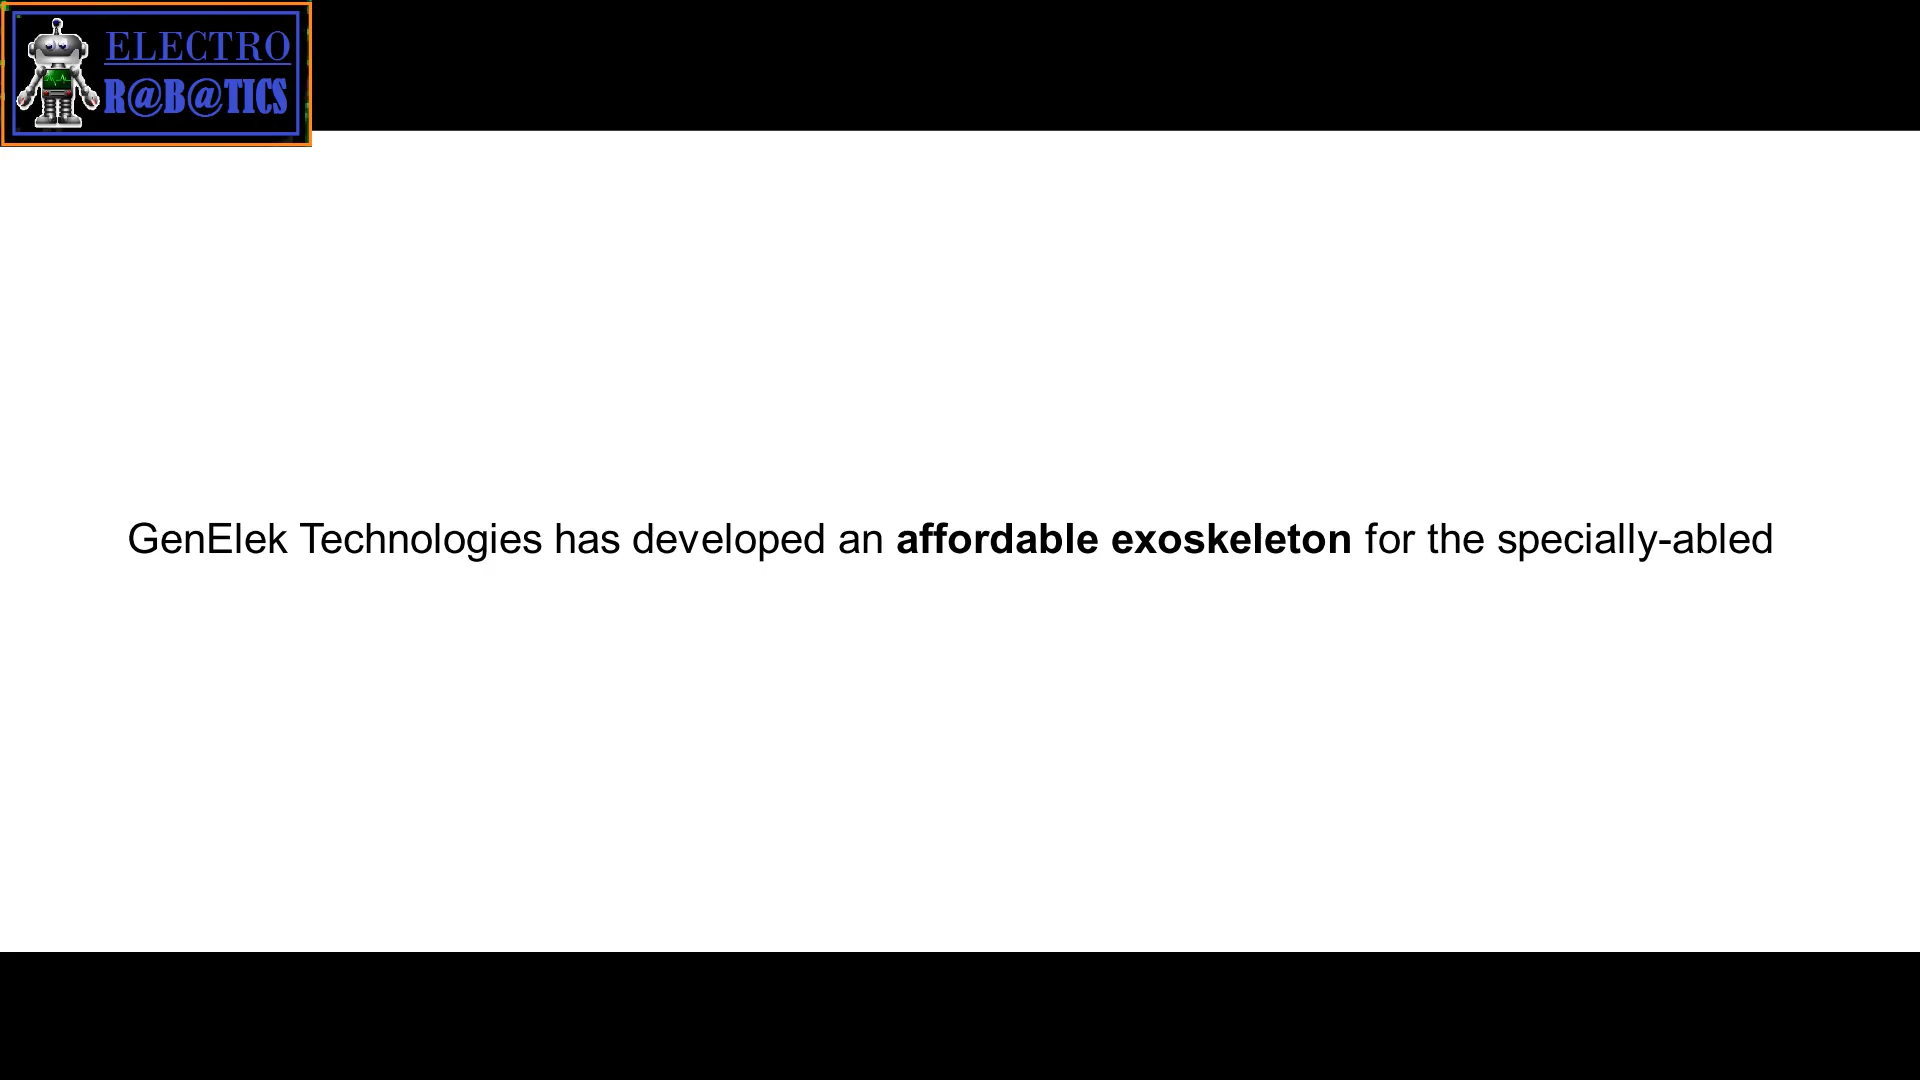 ELECTRO
R@B@TICS
GenElek Technologies has developed an affordable exoskeleton for the specially-abled